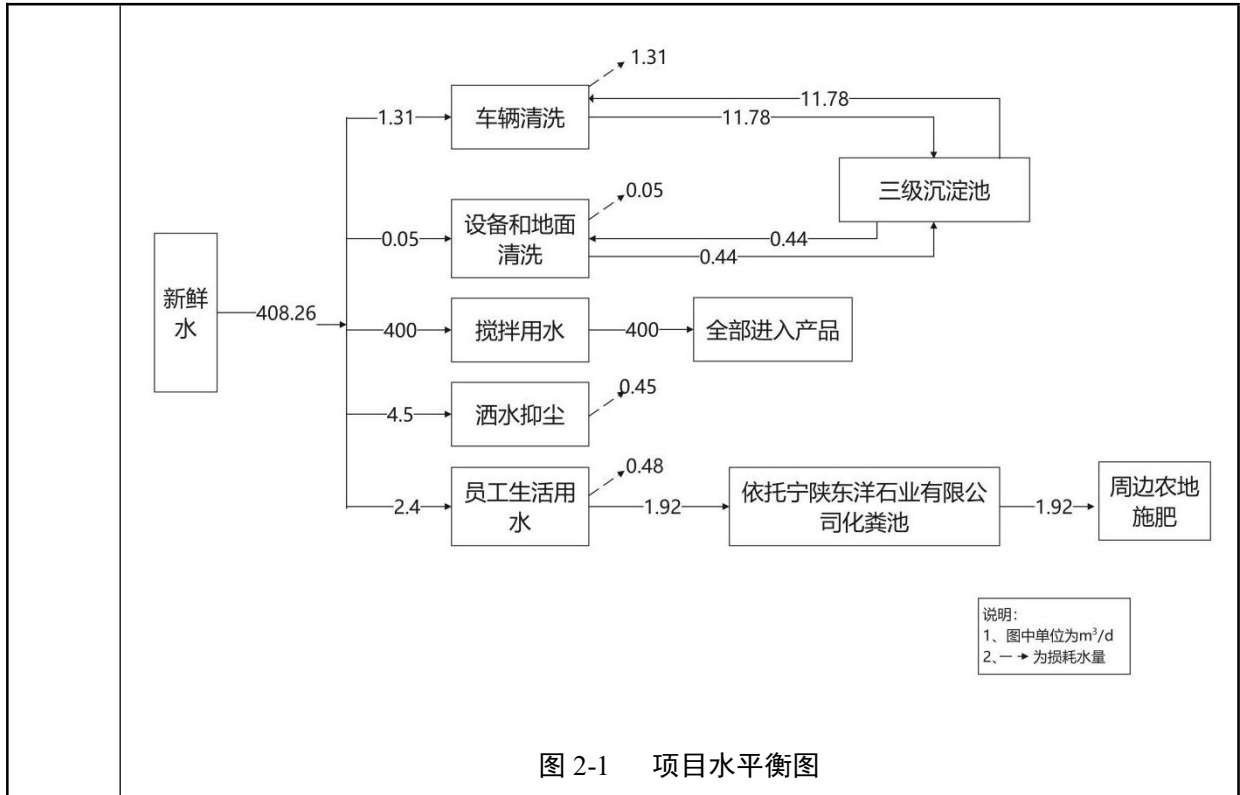 1.31
1.31
车辆清洗
11.78
11.78
三级沉淀池
0.05
0.05
设备和地面
清洗
0.44
0.44
新鲜
水
408.26
400
搅拌用水
400
全部进入产品
4.5
洒水抑尘
0.45
2.4
员工生活用
水
0.48
1.92
依托宁陕东洋石业有限公
司化粪池
1.92
周边农地
施肥
说明：
1、图中单位为m³/d
2、— → 为损耗水量
图 2-1 项目水平衡图